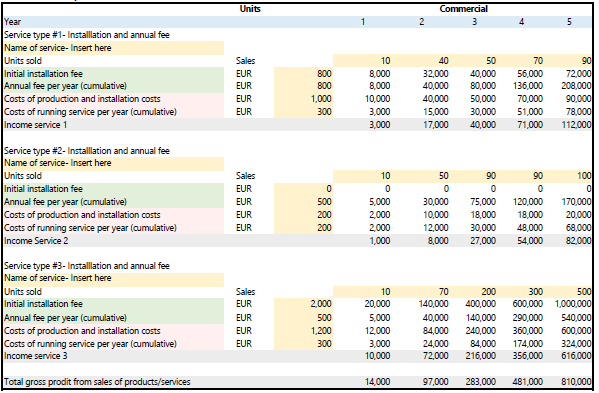 Units Commercial
Year 1 2 3 4 5
Service type #1- Installlation and annual fee
Name of service- Insert here
Units sold Sales 10 40 50 70 90
Initial installation fee EUR 800 8,000 32,000 40,000 56,000 72,000
Annual fee per year (cumulative) EUR 800 8,000 40,000 80,000 136,000 208,000
Costs of production and installation costs EUR 1,000 10,000 40,000 50,000 70,000 90,000
Costs of running service per year (cumulative) EUR 300 3,000 15,000 30,000 51,000 78,000
Income service 1 3,000 17,000 40,000 71,000 112,000
Service type #2- Installlation and annual fee
Name of service- Insert here
Units sold Sales 10 50 90 90 100
Initial installation fee EUR 0 0 0 0 0 0
Annual fee per year (cumulative) EUR 500 5,000 30,000 75,000 120,000 170,000
Costs of production and installation costs EUR 200 2,000 10,000 18,000 18,000 20,000
Costs of running service per year (cumulative) EUR 200 2,000 12,000 30,000 48,000 68,000
Income Service 2 1,000 8,000 27,000 54,000 82,000
Service type #3- Installlation and annual fee
Name of service- Insert here
Units sold Sales 10 70 200 300 500
Initial installation fee EUR 2,000 20,000 140,000 400,000 600,000 1,000,000
Annual fee per year (cumulative) EUR 500 5,000 40,000 140,000 290,000 540,000
Costs of production and installation costs EUR 1,200 12,000 84,000 240,000 360,000 600,000
Costs of running service per year (cumulative) EUR 300 3,000 24,000 84,000 174,000 324,000
Income service 3 10,000 72,000 216,000 356,000 616,000
Total gross prodit from sales of products/services 14,000 97,000 283,000 481,000 810,000